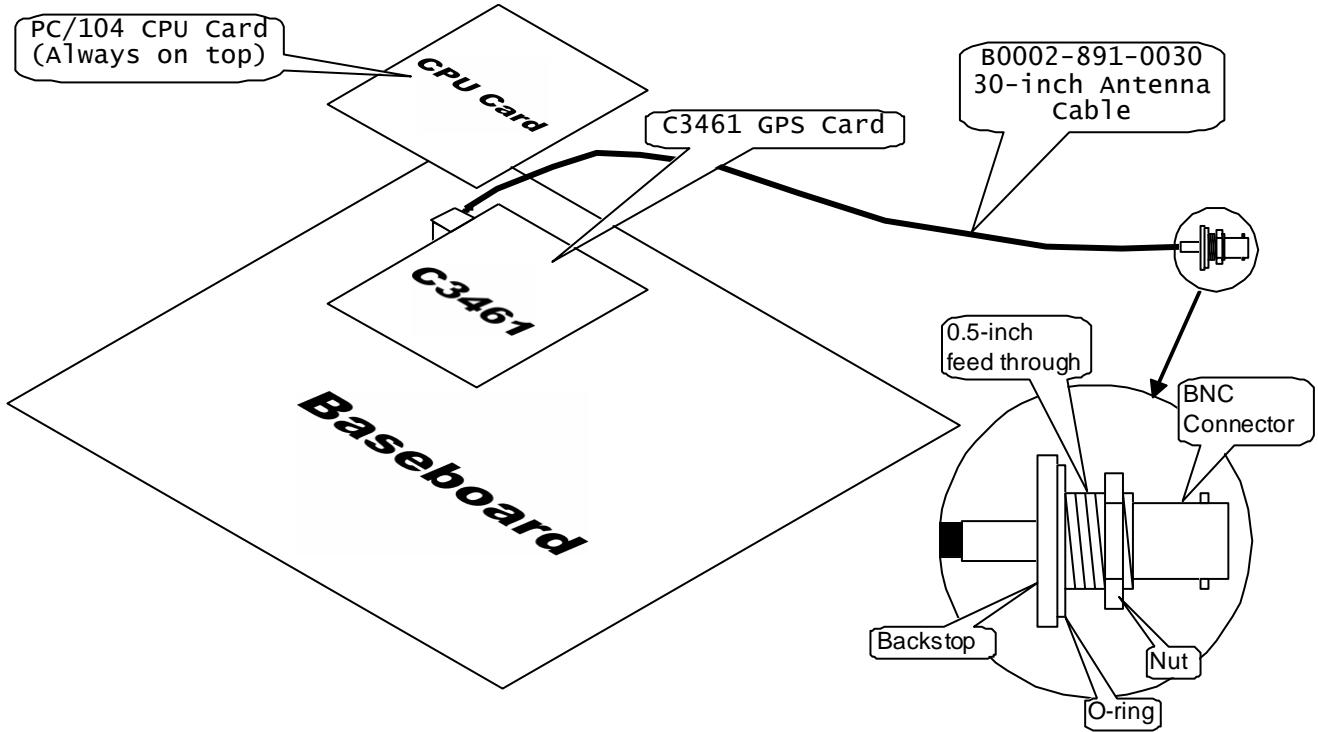 PC/104 CPU Card
(Always on top)
CPU Card
B0002-891-0030
30-inch Antenna
Cable
C3461 GPS Card
C3461
Baseboard
0.5-inch
feed through
BNC
Connector
Backstop
Nut
O-ring